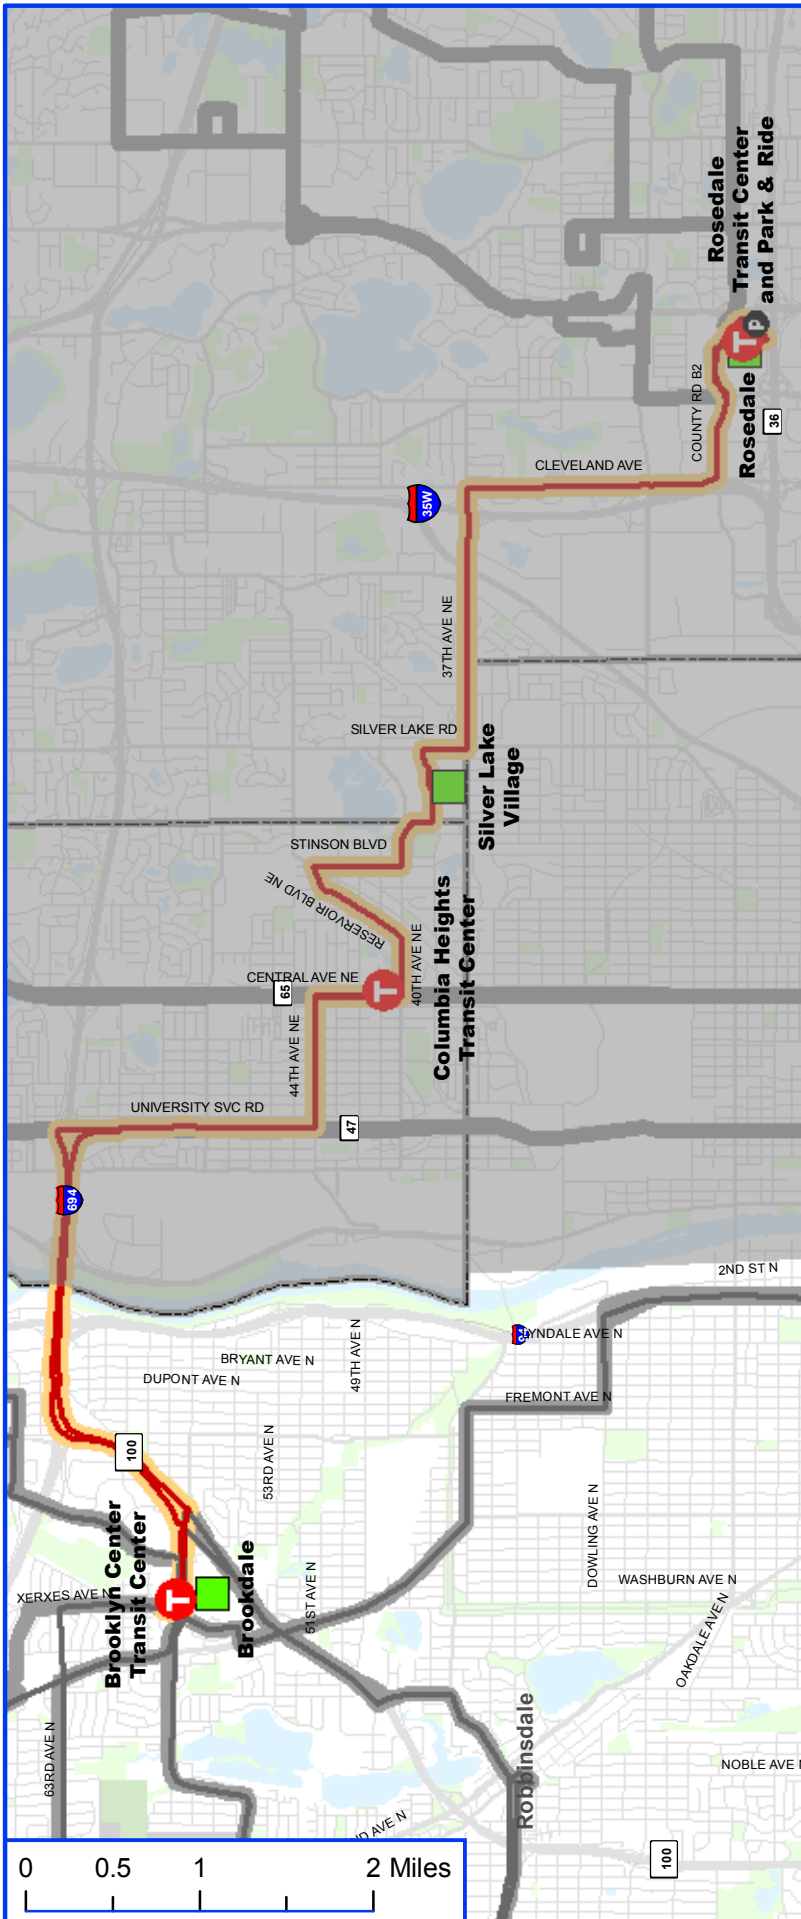 Rosedale
Transit Center
and Park & Ride
P
T
COUNTY RD B2
Rosedale
36
CLEVELAND AVE
35W
37TH AVE NE
SILVER LAKE RD
Silver Lake
Village
STINSON BLVD
RESERVOIR BLVD NE
Columbia Heights
Transit Center
40TH AVE NE
CENTRAL AVE NE
T
65
44TH AVE NE
UNIVERSITY SVC RD
47
694
2ND ST N
94
LYNDALE AVE N
49TH AVE N
BRYANT AVE N
DUPONT AVE N
FREMONT AVE N
100
53RD AVE N
DOWLING AVE N
Brooklyn Center
Transit Center
T
XERXES AVE N
Brookdale
51ST AVE N
WASHBURN AVE N
OAKDALE AVE N
63RD AVE N
Robbinsdale
NOBLE AVE N
AVE N
100
0 0.5 1 2 Miles